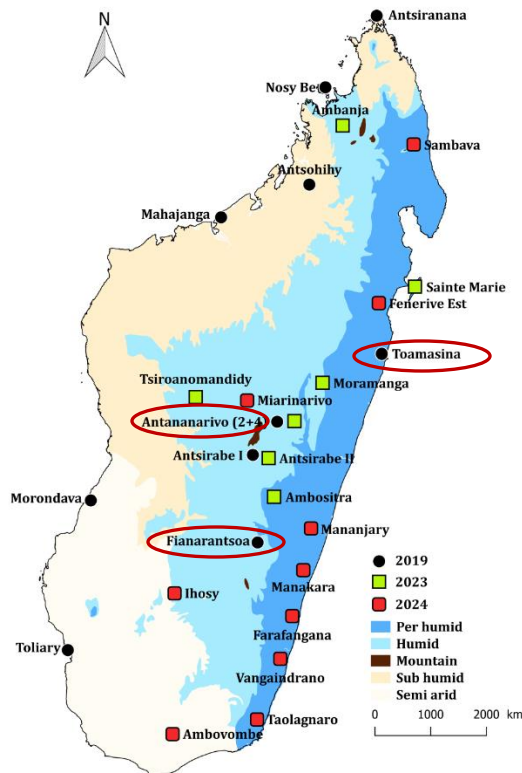 Antsiranana
N
Nosy Be
Ambanja
Sambava
Antsohihy
Mahajanga
Sainte Marie
Fenerive Est
Toamasina
Tsiroanomandidy
Moramanga
Miarinarivo
Antananarivo (2+4
Antsirabe I
Antsirabe II
Morondava
Ambositra
Mananjary
Fianarantsoa
2019
Manakara
2023
Ihosy
2024
Farafangana
Per humid
Humid
Toliary
Mountain
Vangaindrano
Sub humid
Semi arid
Taolagnaro
Ambovombe
0 1000 2000 km